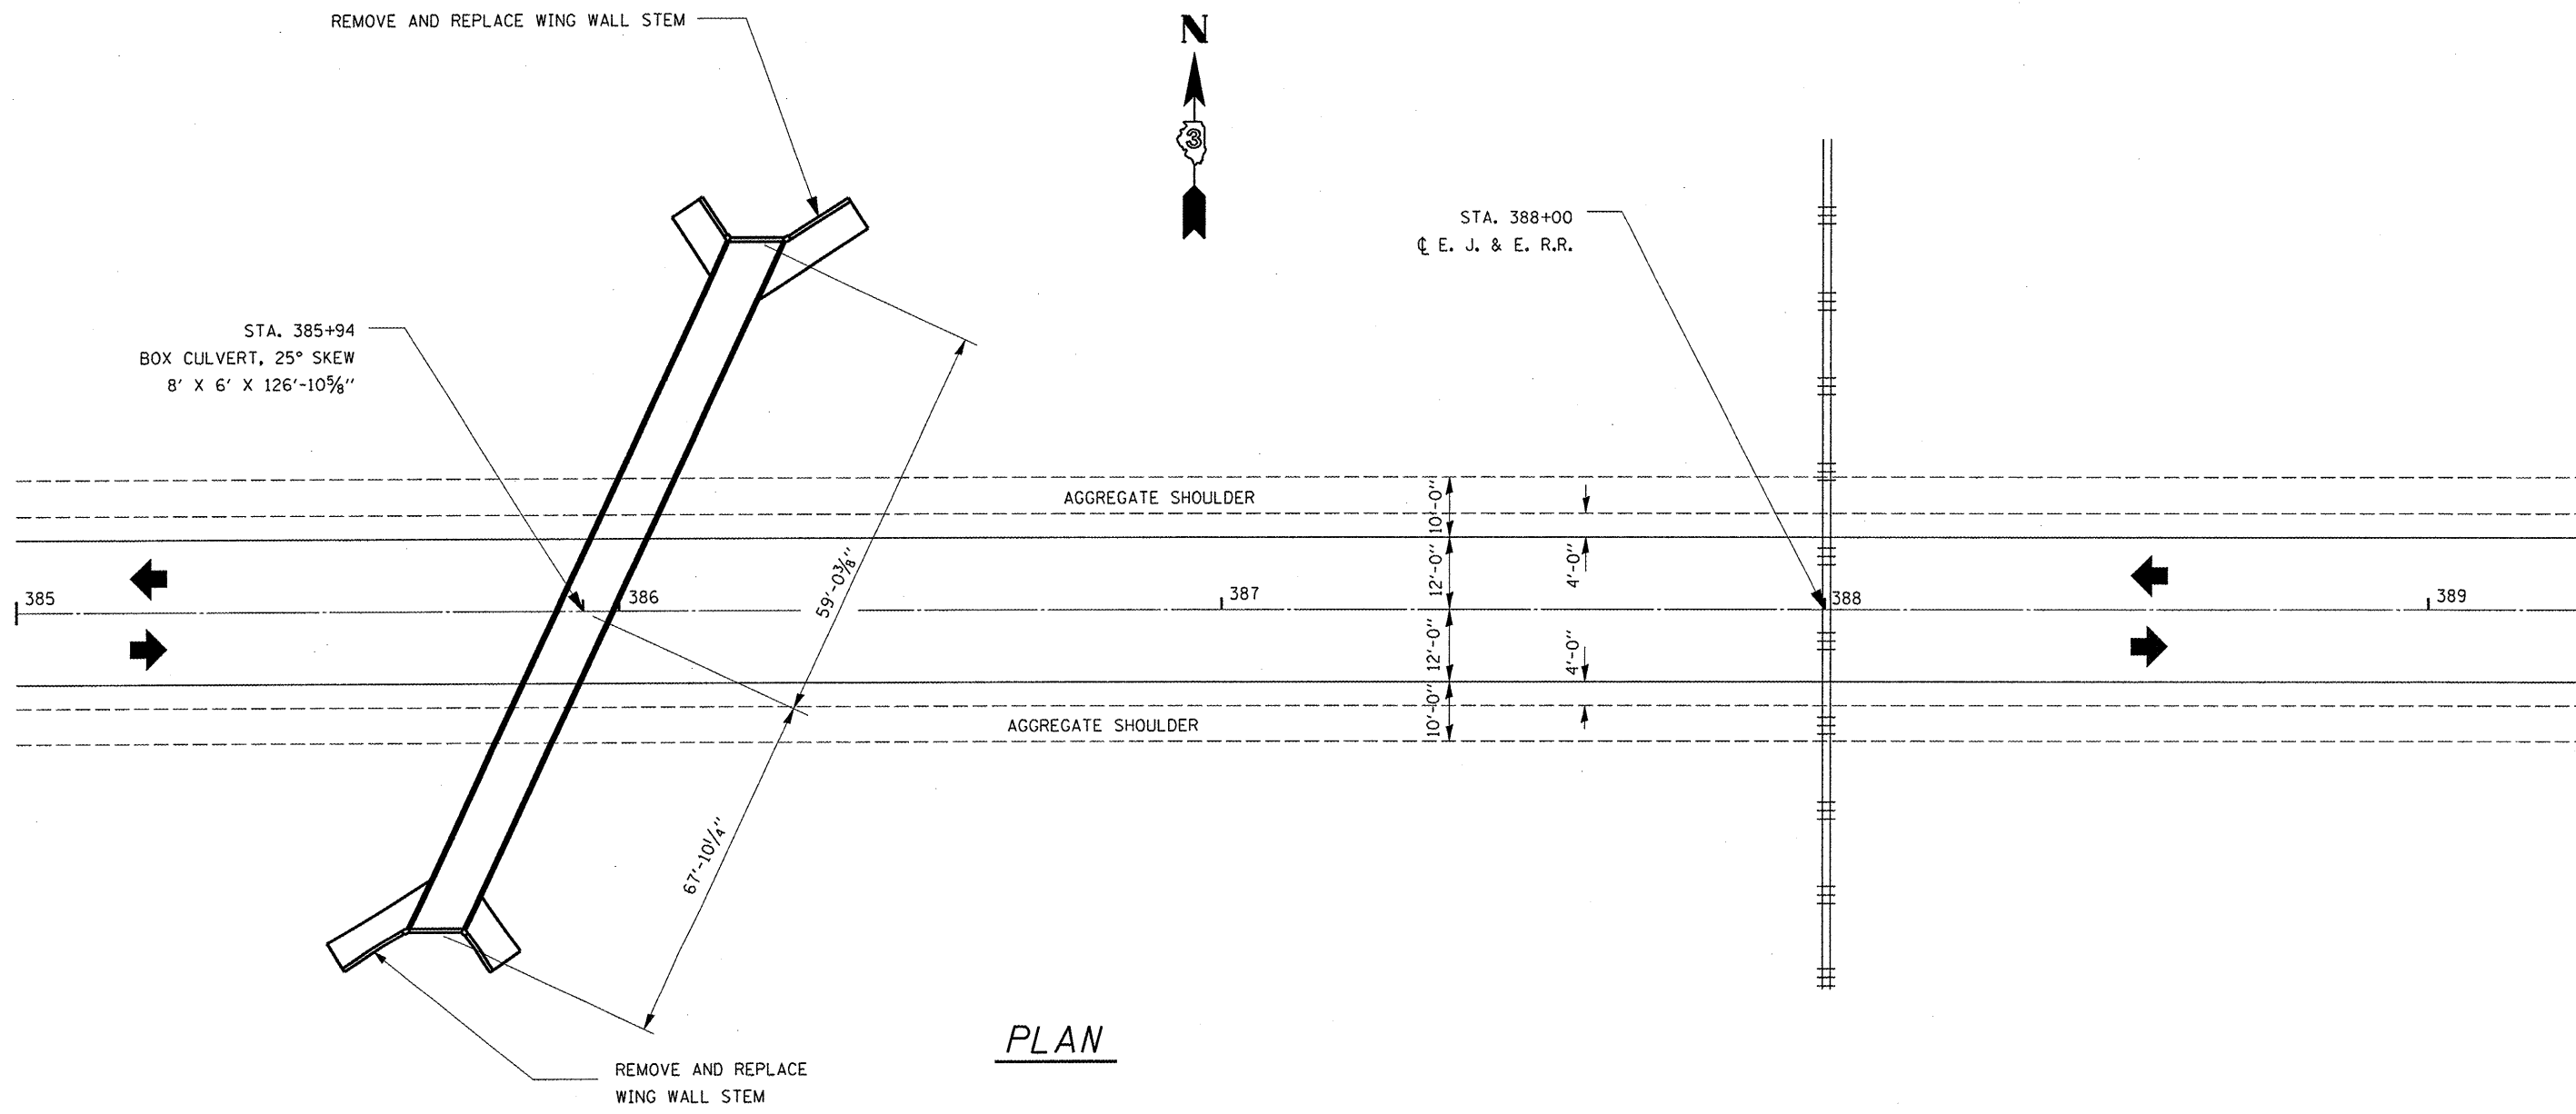 REMOVE AND REPLACE WING WALL STEM
N
3
STA. 388+00
℄ E. J. & E. R.R.
STA. 385+94
BOX CULVERT, 25° SKEW
8' X 6' X 126'-10⅝"
AGGREGATE SHOULDER
10'-0"
12'-0"
4'-0"
59'-0⅜"
385
386
387
388
389
12'-0"
4'-0"
10'-0"
AGGREGATE SHOULDER
67'-10¼"
PLAN
REMOVE AND REPLACE
WING WALL STEM